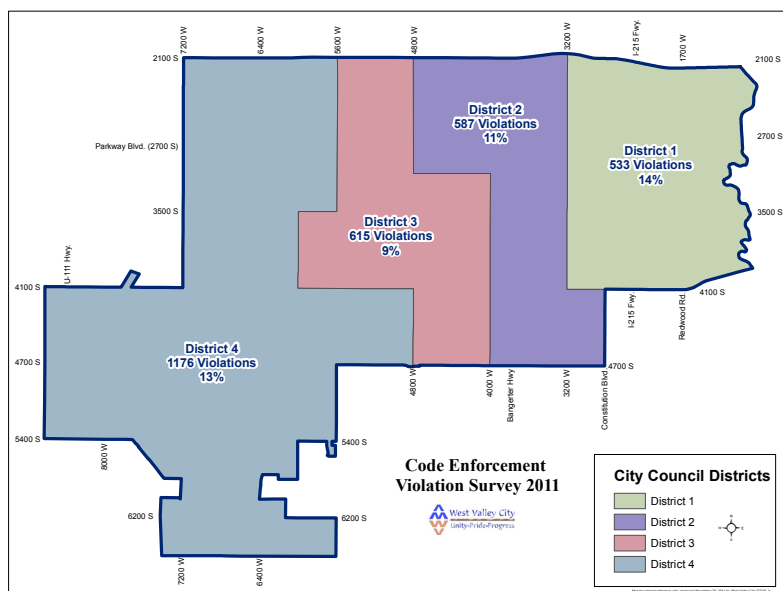 7200 W
6400 W
5600 W
4800 W
3200 W
I-215 Fwy.
1700 W
2100 S
2100 S
District 2
587 Violations
11%
2700 S
Parkway Blvd. (2700 S)
District 1
533 Violations
14%
3500 S
3500 S
District 3
615 Violations
9%
U-111 Hwy.
4100 S
4100 S
I-215 Fwy.
Redwood Rd.
District 4
1176 Violations
13%
4700 S
4700 S
4800 W
4000 W
Bangerter Hwy
3200 W
Constitution Blvd.
5400 S
5400 S
8000 W
Code Enforcement
Violation Survey 2011
West Valley City
Unity-Pride-Progress
6200 S
6200 S
7200 W
6400 W
City Council Districts
District 1
District 2
District 3
District 4